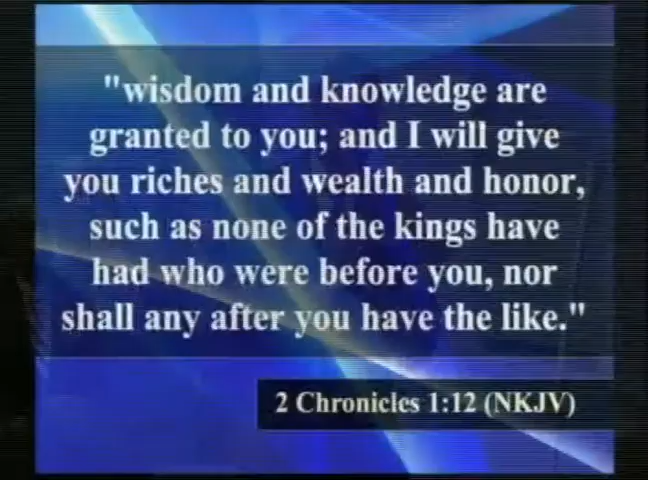 "wisdom and knowledge are
granted to you; and I will give
you riches and wealth and honor,
such as none of the kings have
had who were before you, nor
shall any after you have the like."
2 Chronicles 1:12 (NKJV)